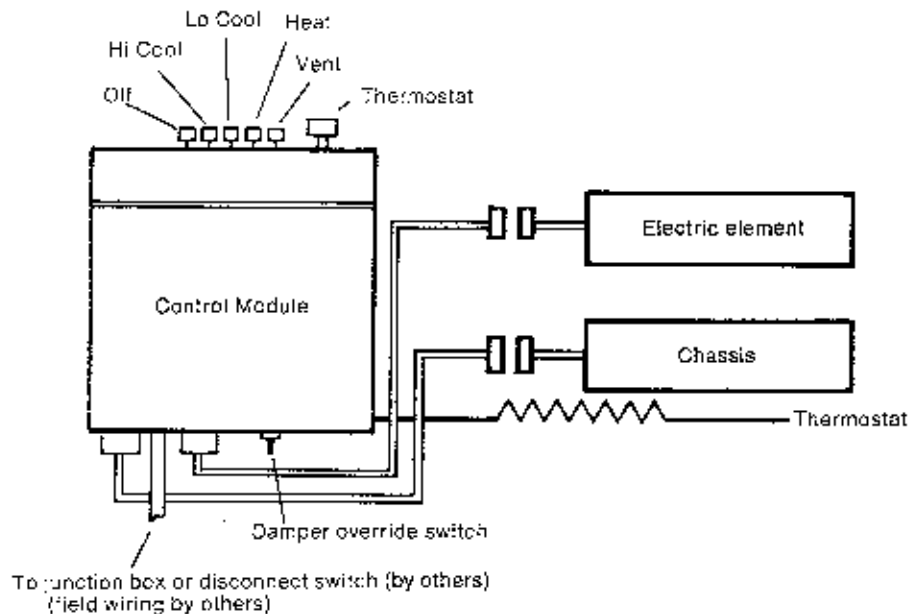 Lo Cool
Heat
Hi Cool
Vent
Off
Thermostat
Electric element
Control Module
Chassis
Thermostat
Damper override switch
To junction box or disconnect switch (by others)
(field wiring by others)